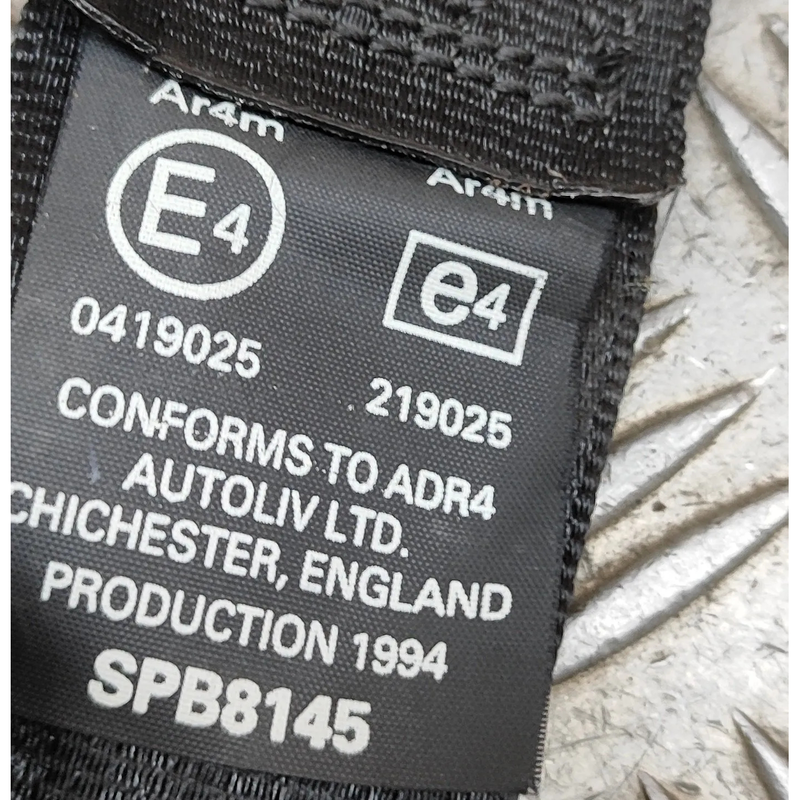 Ar4m
E4
0419025
Ar4m
e4
219025
CONFORMS TO ADR4
AUTOLIV LTD.
CHICHESTER, ENGLAND
PRODUCTION 1994
SPB8145